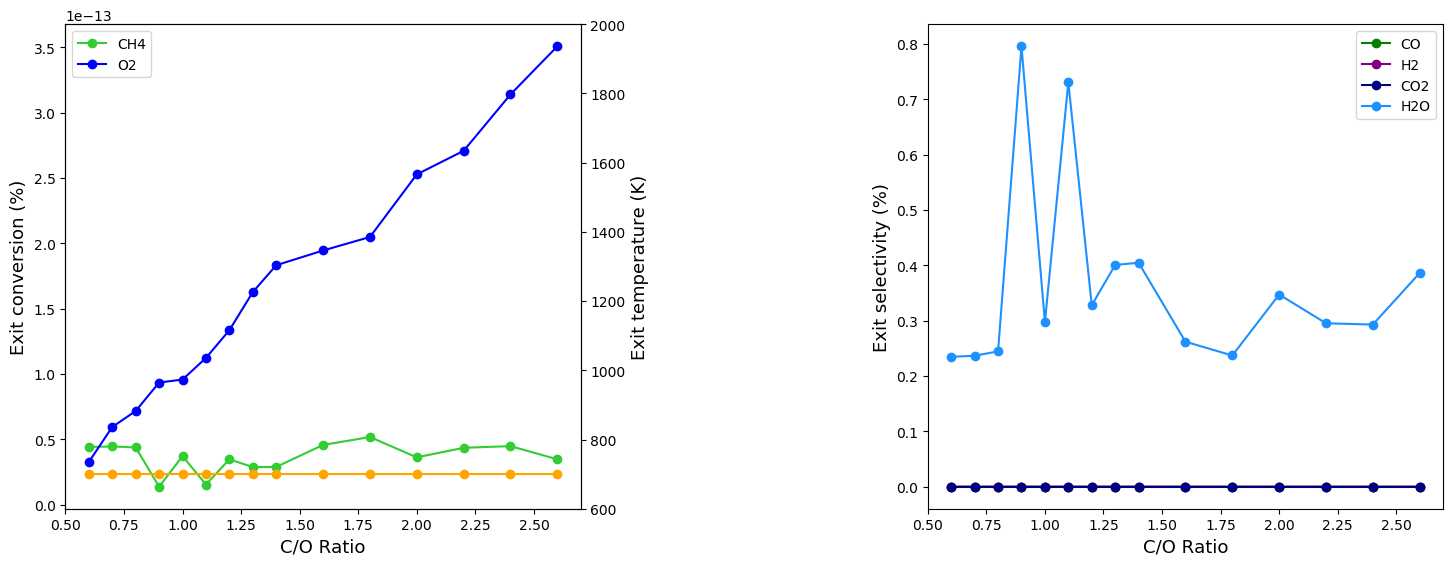 1e−13
3.5
3.0
2.5
2.0
1.5
1.0
0.5
0.0
Exit conversion (%)
CH4
O2
2000
1800
1600
1400
1200
1000
800
600
Exit temperature (K)
0.50 0.75 1.00 1.25 1.50 1.75 2.00 2.25 2.50
C/O Ratio
0.8
0.7
0.6
0.5
0.4
0.3
0.2
0.1
0.0
Exit selectivity (%)
CO
H2
CO2
H2O
0.50 0.75 1.00 1.25 1.50 1.75 2.00 2.25 2.50
C/O Ratio